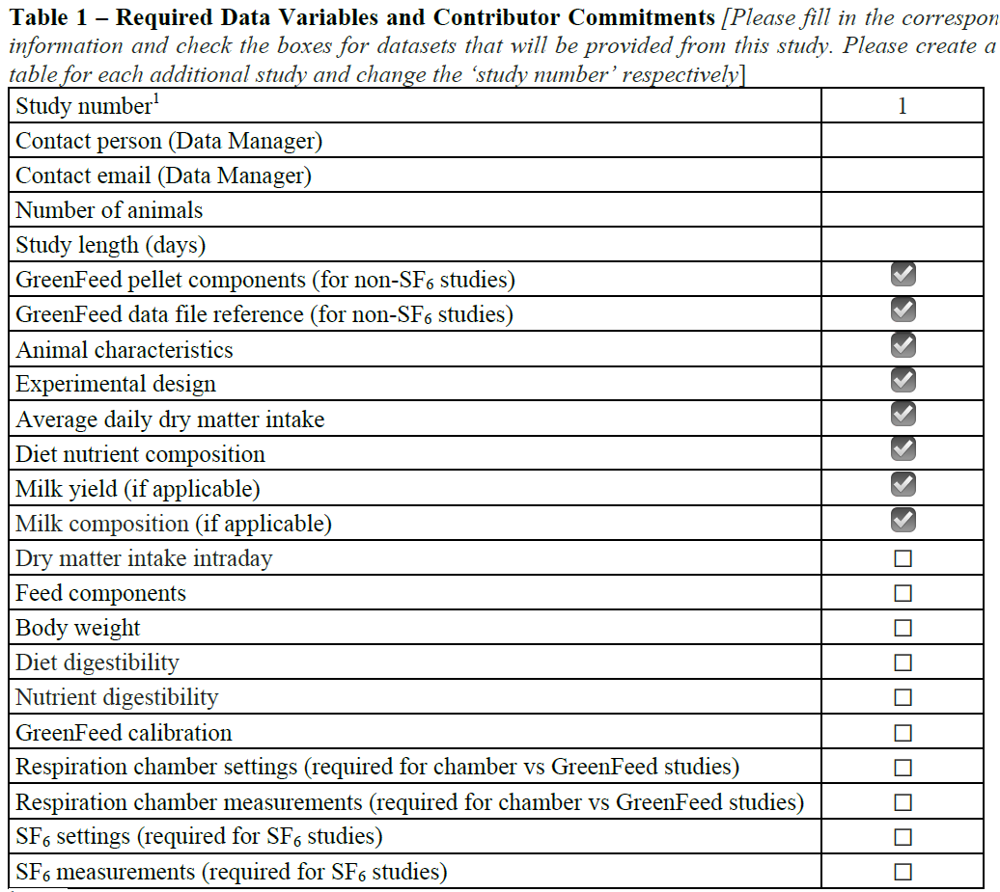 Table 1 – Required Data Variables and Contributor Commitments [Please fill in the
information and check the boxes for datasets that will be provided from this study. Please create a
table for each additional study and change the ‘study number’ respectively]
Study number¹ 1
Contact person (Data Manager)
Contact email (Data Manager)
Number of animals
Study length (days)
GreenFeed pellet components (for non-SF₆ studies) ☑
GreenFeed data file reference (for non-SF₆ studies) ☑
Animal characteristics ☑
Experimental design ☑
Average daily dry matter intake ☑
Diet nutrient composition ☑
Milk yield (if applicable) ☑
Milk composition (if applicable) ☑
Dry matter intake intraday ☐
Feed components ☐
Body weight ☐
Diet digestibility ☐
Nutrient digestibility ☐
GreenFeed calibration ☐
Respiration chamber settings (required for chamber vs GreenFeed studies) ☐
Respiration chamber measurements (required for chamber vs GreenFeed studies) ☐
SF₆ settings (required for SF₆ studies) ☐
SF₆ measurements (required for SF₆ studies) ☐